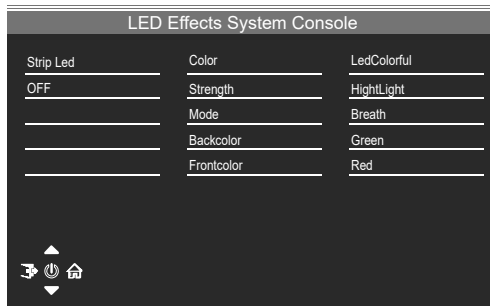 LED Effects System Console
Strip Led
Color
LedColorful
OFF
Strength
HightLight
Mode
Breath
Backcolor
Green
Frontcolor
Red